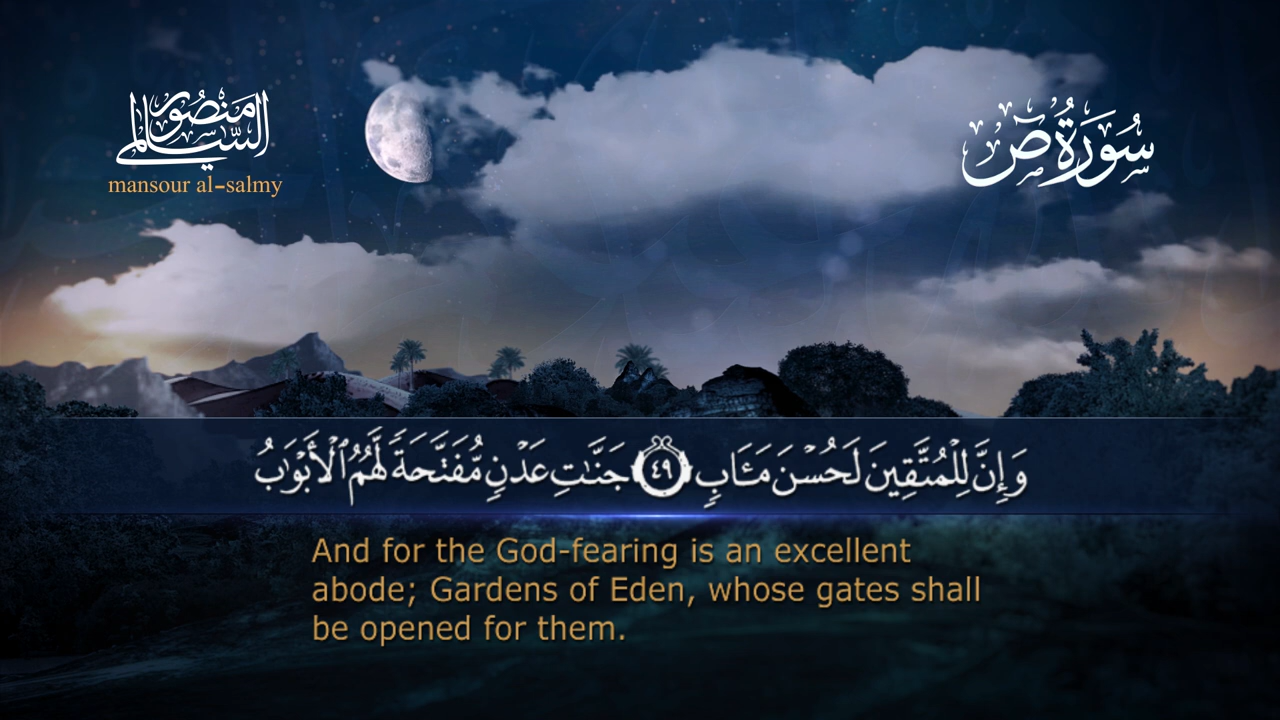 منصور السالمي
mansour al-salmy
سُورَةُ صٓ
وَإِنَّ لِلْمُتَّقِينَ لَحُسْنَ مَـَٔابٍ ٤٩ جَنَّـٰتِ عَدْنٍ مُّفَتَّحَةً لَّهُمُ ٱلْأَبْوَٰبُ
And for the God-fearing is an excellent
abode; Gardens of Eden, whose gates shall
be opened for them.